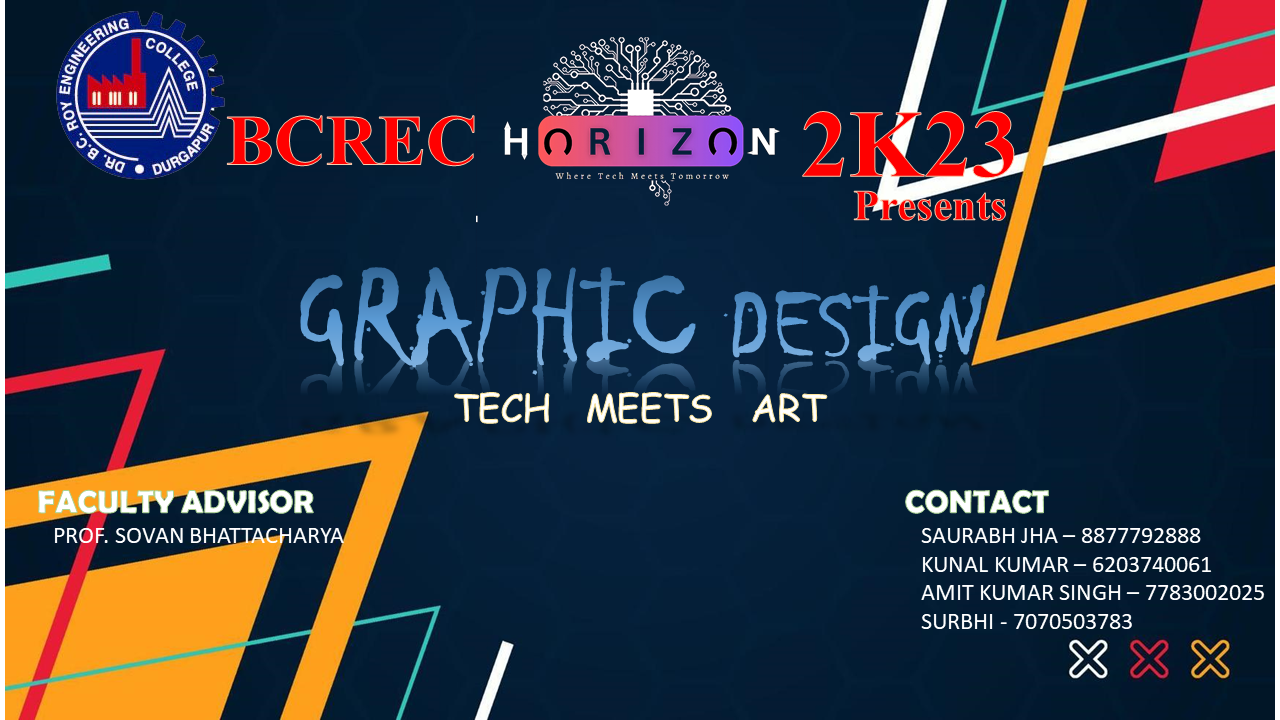 DR. B.C. ROY ENGINEERING COLLEGE
DURGAPUR
BCREC
HORIZON
Where Tech Meets Tomorrow
2K23
Presents
GRAPHIC DESIGN
TECH MEETS ART
FACULTY ADVISOR
PROF. SOVAN BHATTACHARYA
CONTACT
SAURABH JHA – 8877792888
KUNAL KUMAR – 6203740061
AMIT KUMAR SINGH – 7783002025
SURBHI - 7070503783